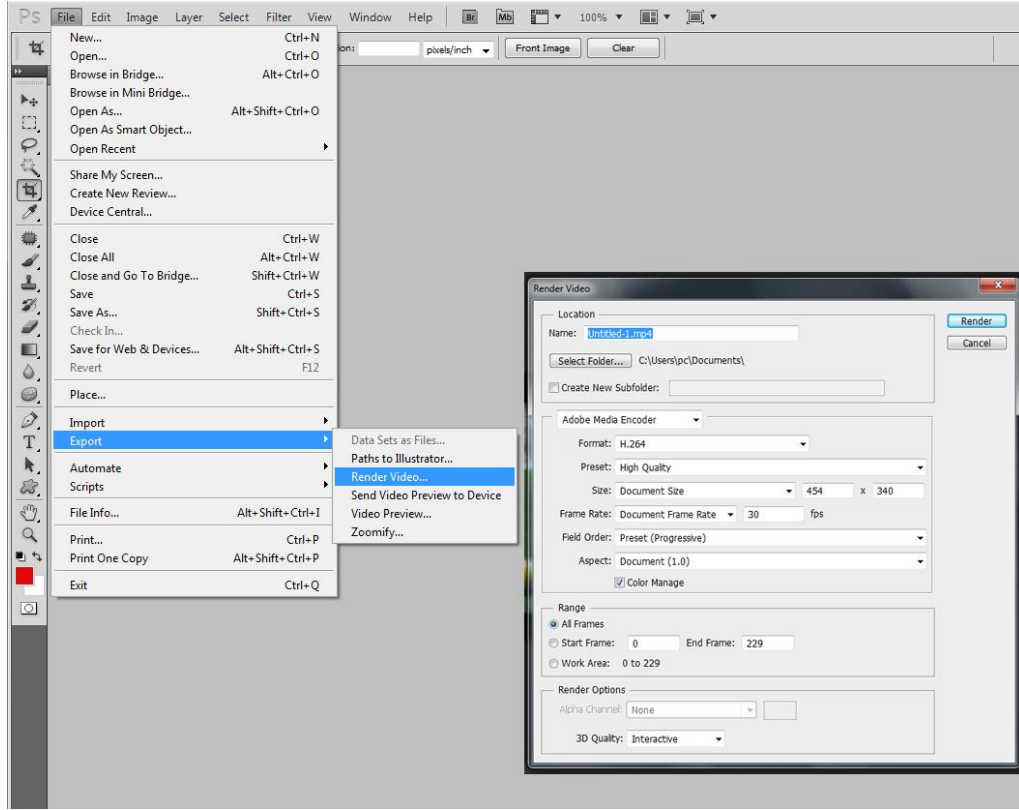 Ps File Edit Image Layer Select Filter View Window Help Br Mb 100%
ion: pixels/inch Front Image Clear
New... Ctrl+N
Open... Ctrl+O
Browse in Bridge... Alt+Ctrl+O
Browse in Mini Bridge...
Open As... Alt+Shift+Ctrl+O
Open As Smart Object...
Open Recent
Share My Screen...
Create New Review...
Device Central...
Close Ctrl+W
Close All Alt+Ctrl+W
Close and Go To Bridge... Shift+Ctrl+W
Save Ctrl+S
Save As... Shift+Ctrl+S
Check In...
Save for Web & Devices... Alt+Shift+Ctrl+S
Revert F12
Place...
Import
Export
Automate
Scripts
File Info... Alt+Shift+Ctrl+I
Print... Ctrl+P
Print One Copy Alt+Shift+Ctrl+P
Exit Ctrl+Q
Data Sets as Files...
Paths to Illustrator...
Render Video...
Send Video Preview to Device
Video Preview...
Zoomify...
Render Video
Location
Name: Untitled-1.mp4
Select Folder... C:\Users\pc\Documents\
Create New Subfolder:
Render
Cancel
Adobe Media Encoder
Format: H.264
Preset: High Quality
Size: Document Size 454 x 340
Frame Rate: Document Frame Rate 30 fps
Field Order: Preset (Progressive)
Aspect: Document (1.0)
Color Manage
Range
All Frames
Start Frame: 0 End Frame: 229
Work Area: 0 to 229
Render Options
Alpha Channel: None
3D Quality: Interactive